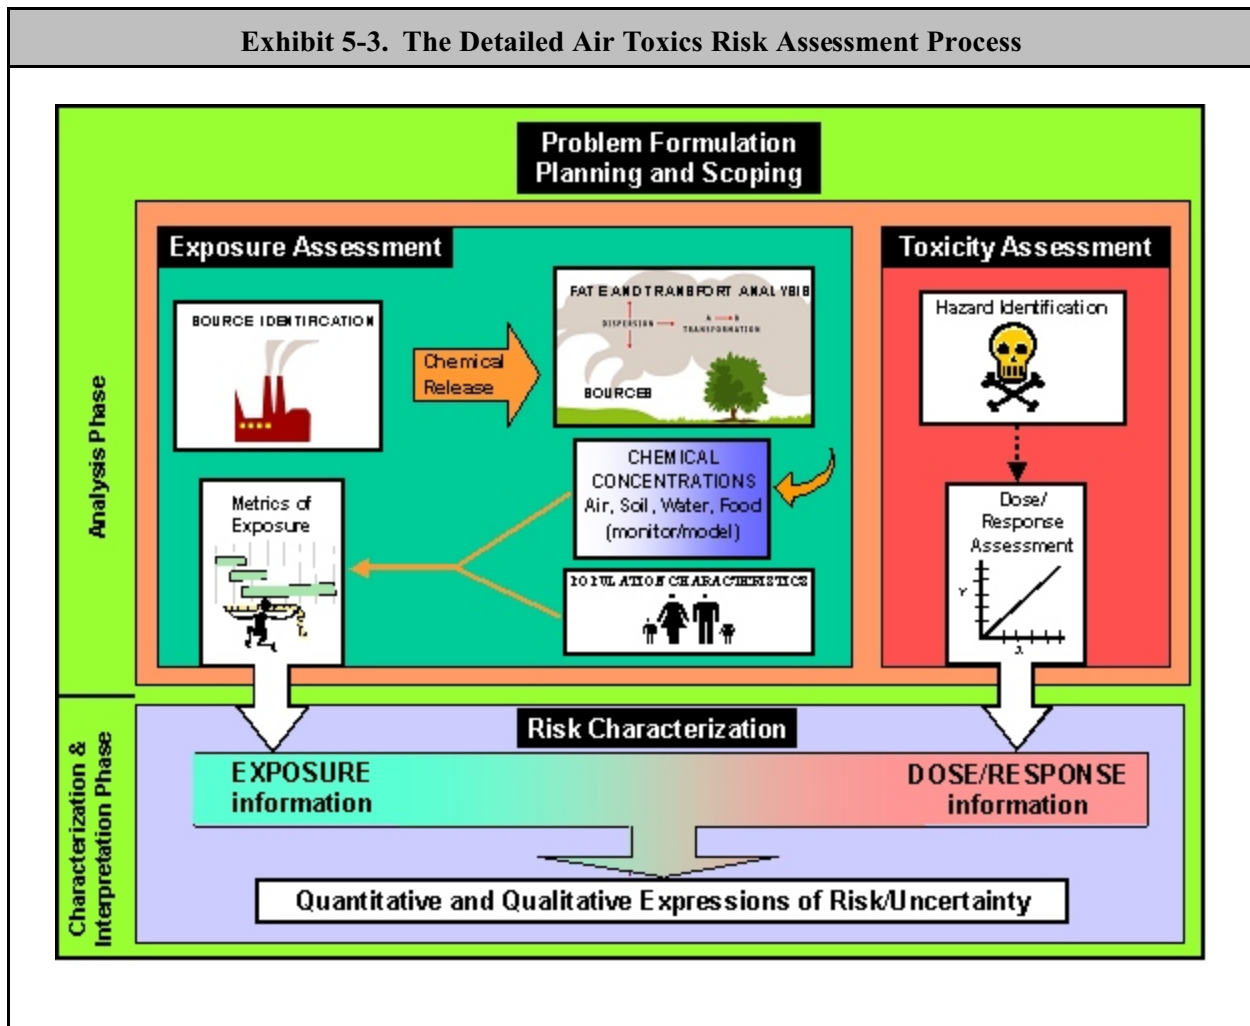 Exhibit 5-3. The Detailed Air Toxics Risk Assessment Process
Problem Formulation
Planning and Scoping
Analysis Phase
Exposure Assessment
SOURCE IDENTIFICATION
Chemical
Release
FATE AND TRANSPORT ANALYSIS
DISPERSION
A B
TRANSFORMATION
SOURCES
CHEMICAL
CONCENTRATIONS
Air, Soil, Water, Food
(monitor/model)
POPULATION CHARACTERISTICS
Metrics of
Exposure
Toxicity Assessment
Hazard Identification
Dose/
Response
Assessment
Y
X
Characterization &
Interpretation Phase
Risk Characterization
EXPOSURE
information
DOSE/RESPONSE
information
Quantitative and Qualitative Expressions of Risk/Uncertainty